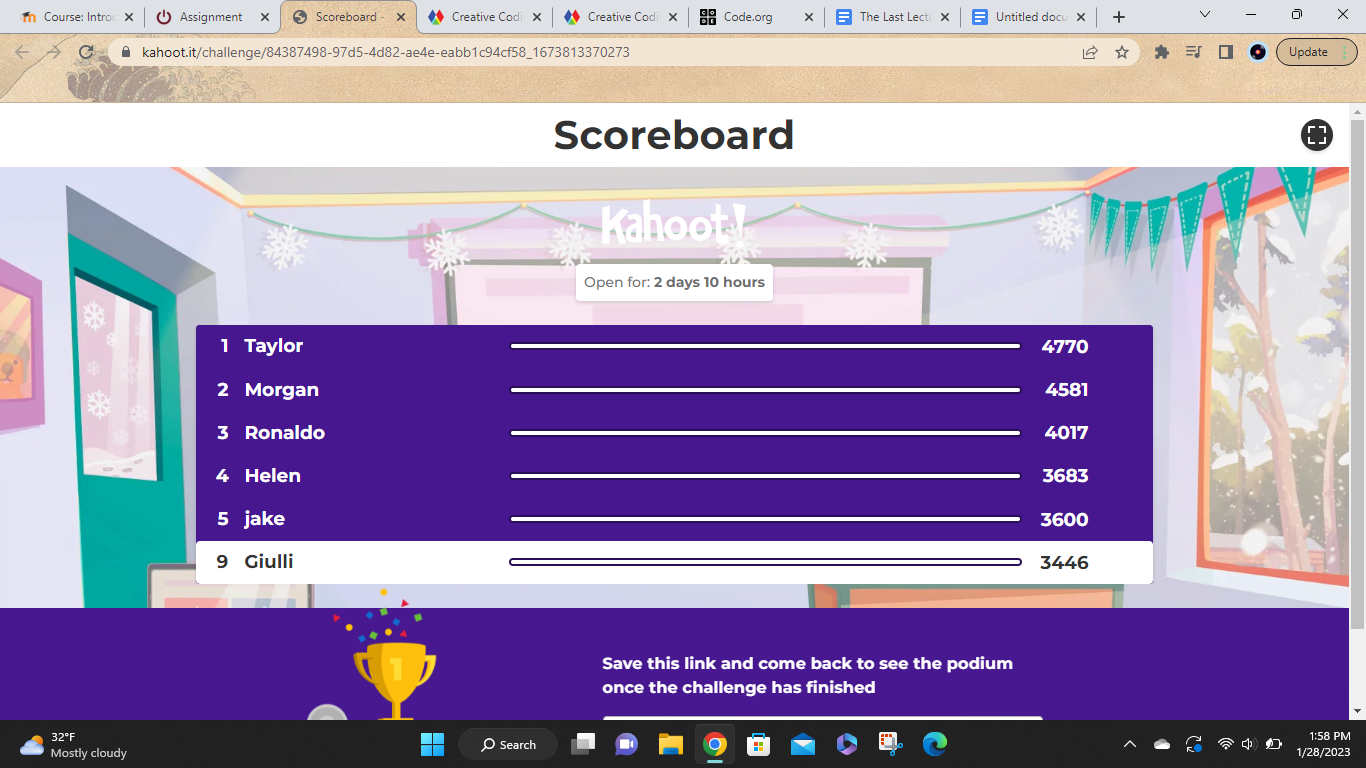 Course: Introc
Assignment
Scoreboard -
Creative Codi
Creative Codi
Code.org
The Last Lectu
Untitled docu
kahoot.it/challenge/84387498-97d5-4d82-ae4e-eabb1c94cf58_1673813370273
Update
Scoreboard
Kahoot!
Open for: 2 days 10 hours
1 Taylor 4770
2 Morgan 4581
3 Ronaldo 4017
4 Helen 3683
5 jake 3600
9 Giulli 3446
1
Save this link and come back to see the podium
once the challenge has finished
32°F
Mostly cloudy
Search
1:58 PM
1/28/2023